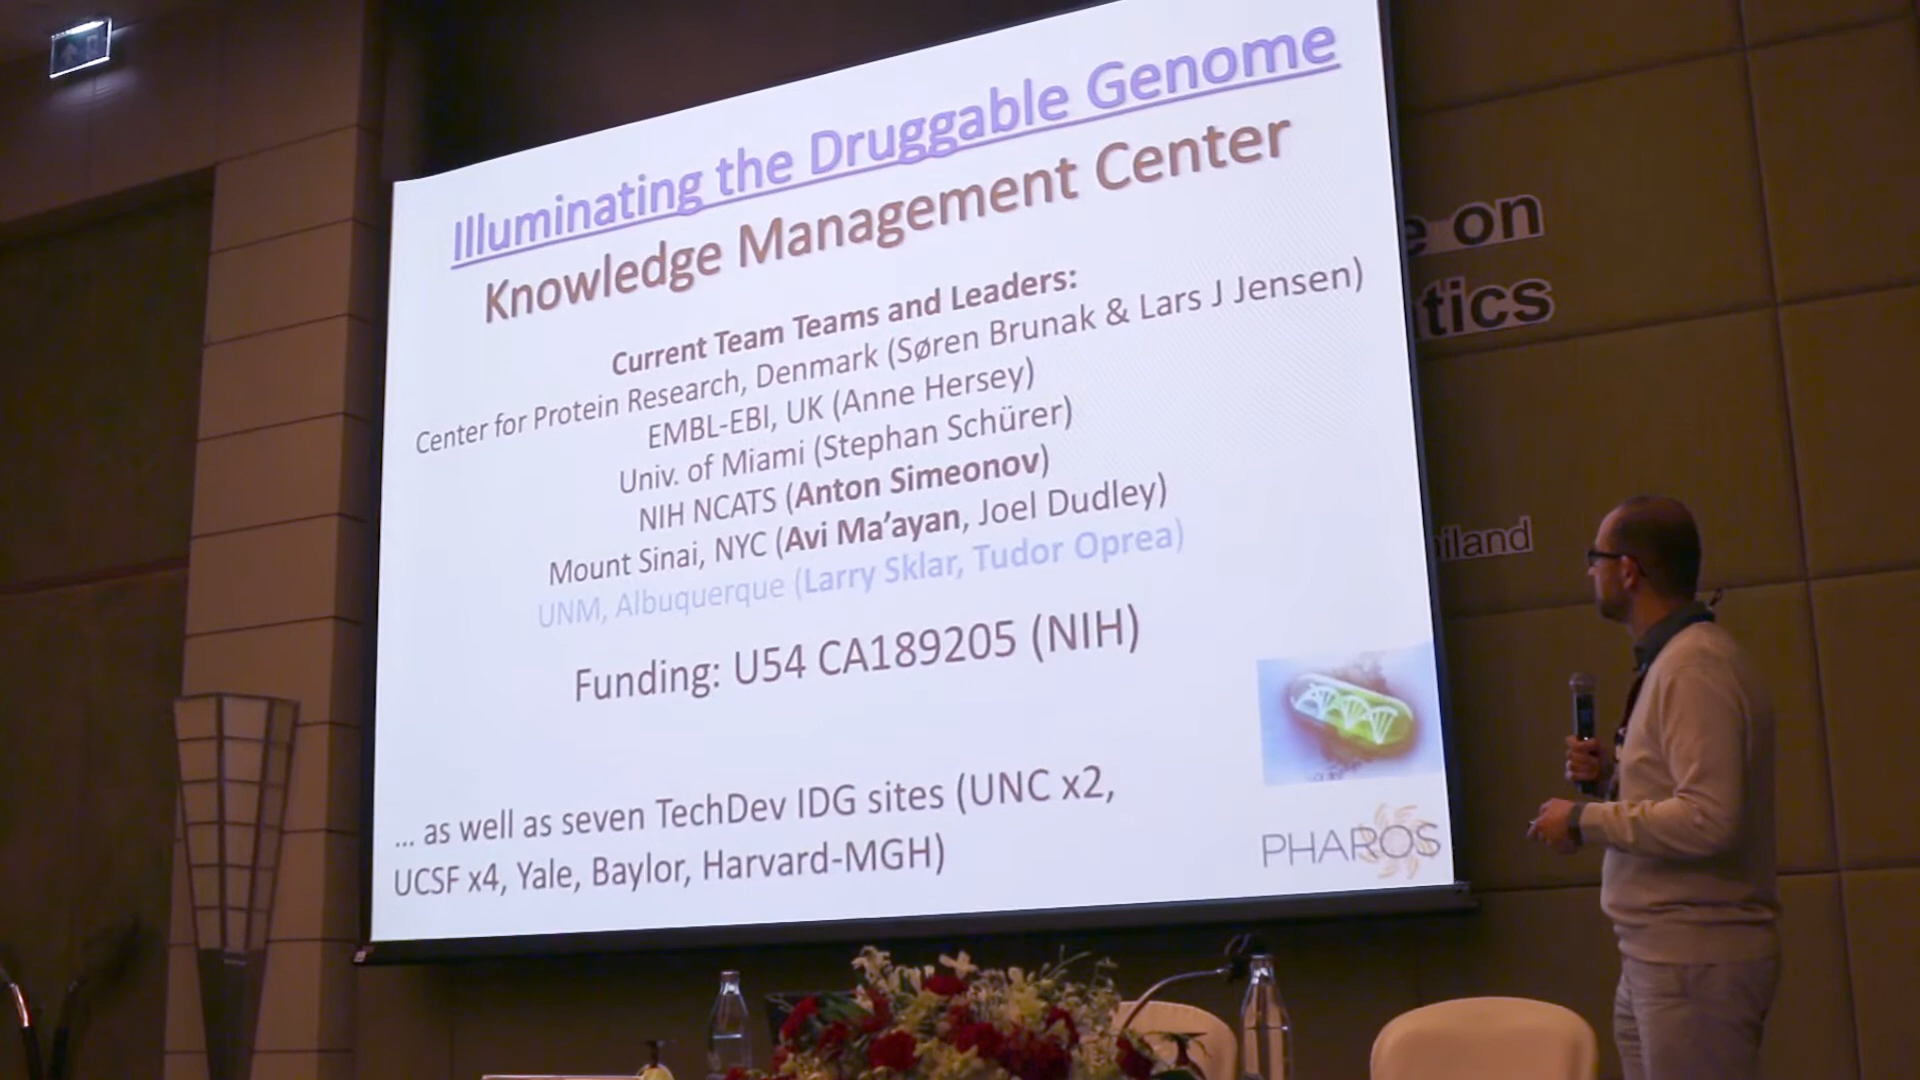 Illuminating the Druggable Genome
Knowledge Management Center
Current Team Teams and Leaders:
Center for Protein Research, Denmark (Søren Brunak & Lars J Jensen)
EMBL-EBI, UK (Anne Hersey)
Univ. of Miami (Stephan Schürer)
NIH NCATS (Anton Simeonov)
Mount Sinai, NYC (Avi Ma’ayan, Joel Dudley)
UNM, Albuquerque (Larry Sklar, Tudor Oprea)
Funding: U54 CA189205 (NIH)
... as well as seven TechDev IDG sites (UNC x2,
UCSF x4, Yale, Baylor, Harvard-MGH)
PHAROS
e on
tics
iland